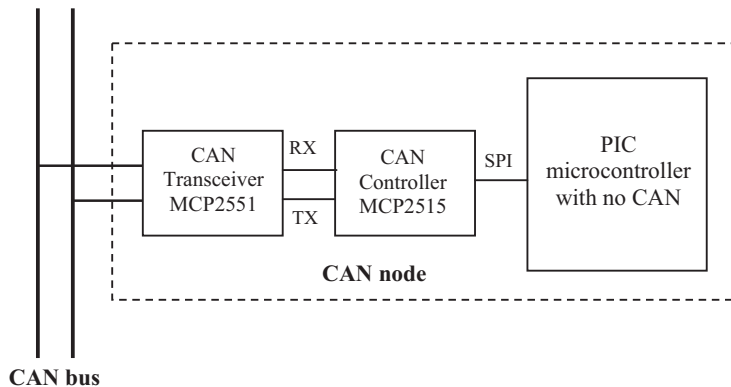 CAN
Transceiver
MCP2551
RX
TX
CAN
Controller
MCP2515
SPI
PIC
microcontroller
with no CAN
CAN node
CAN bus